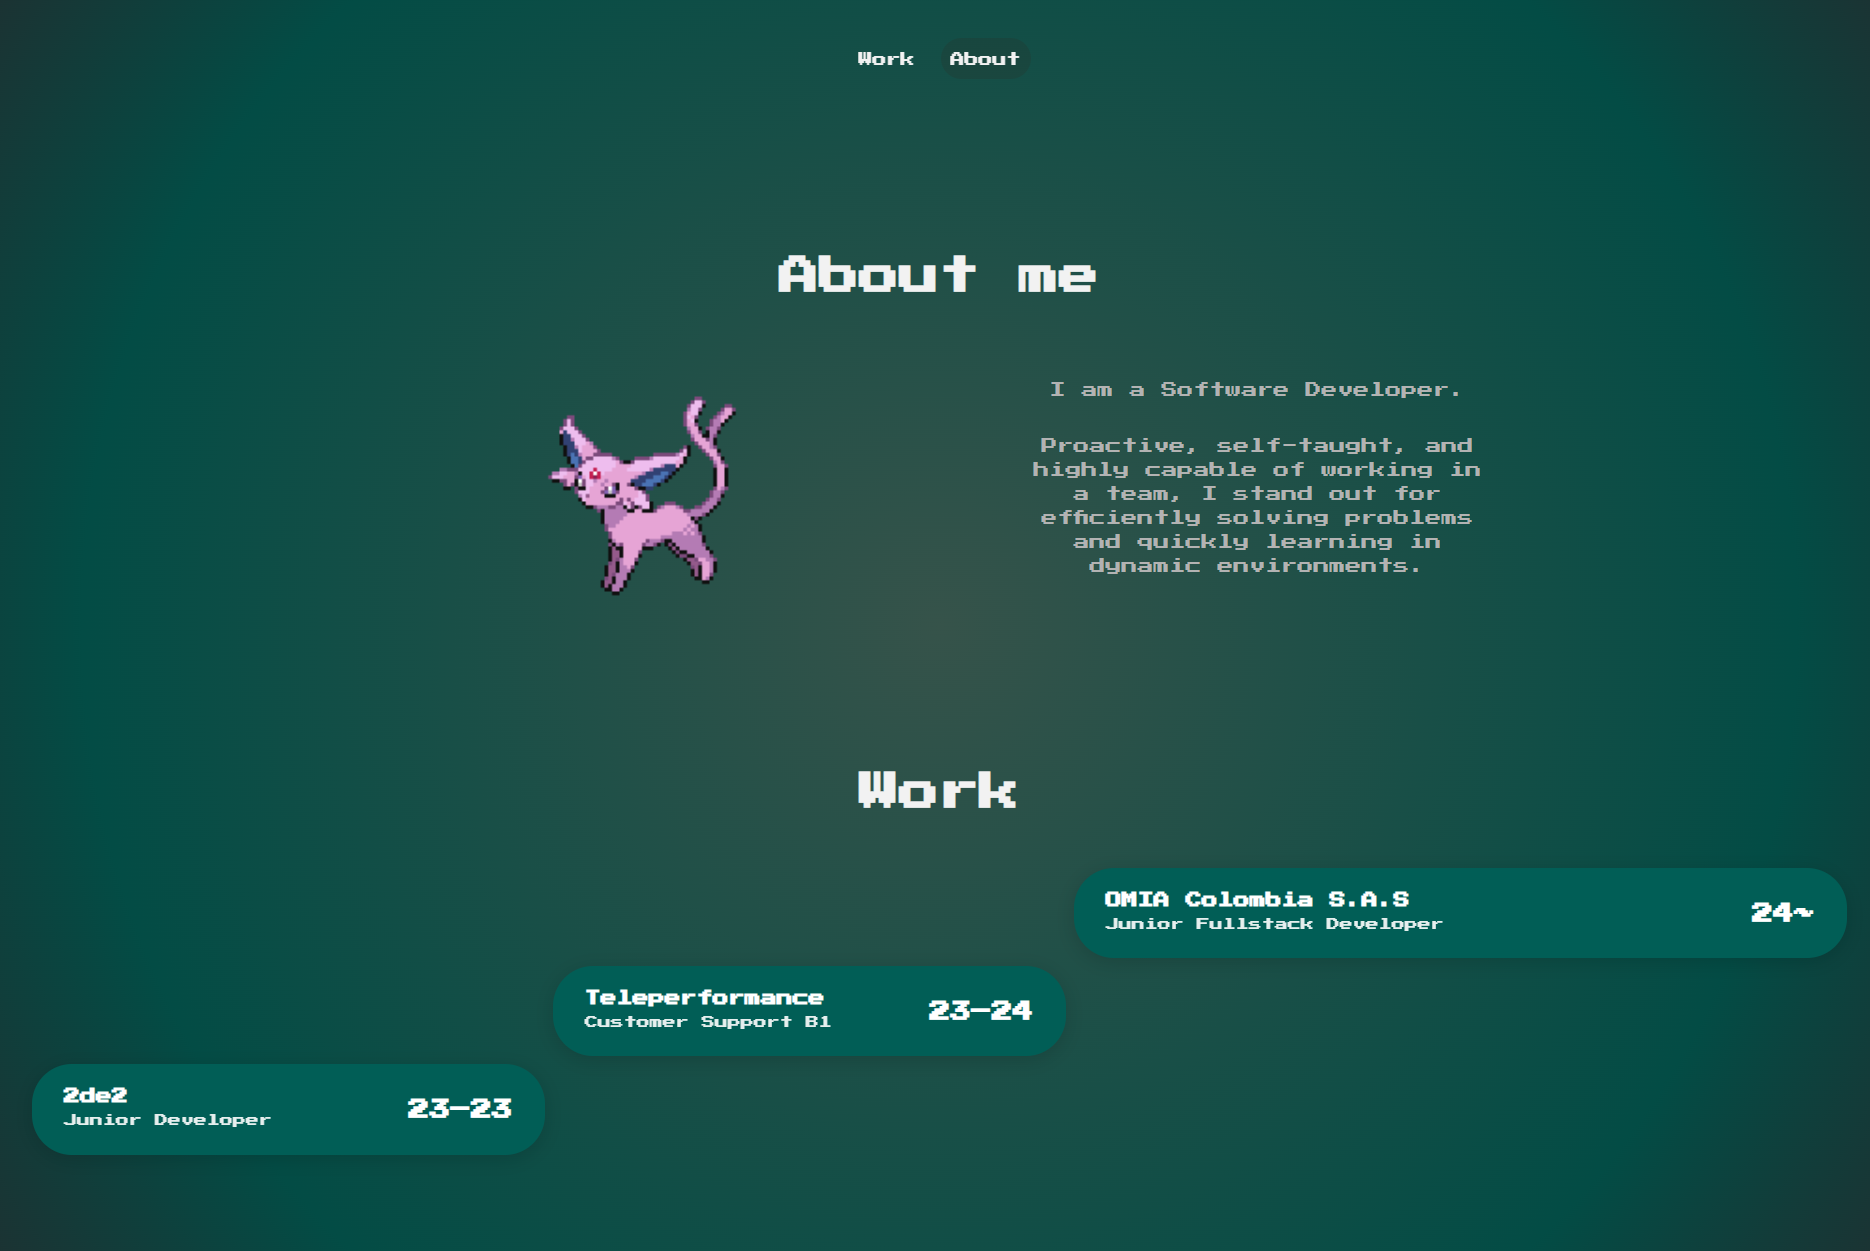 Work About
About me
I am a Software Developer.
Proactive, self-taught, and
highly capable of working in
a team, I stand out for
efficiently solving problems
and quickly learning in
dynamic environments.
Work
OMIA Colombia S.A.S
Junior Fullstack Developer
24~
Teleperformance
Customer Support B1
23-24
2de2
Junior Developer
23-23